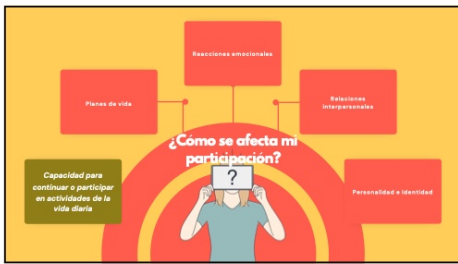 Reacciones emocionales
Planes de vida
Relaciones
interpersonales
¿Cómo se afecta mi
participación?
?
Capacidad para
continuar o participar
en actividades de la
vida diaria
Personalidad e identidad